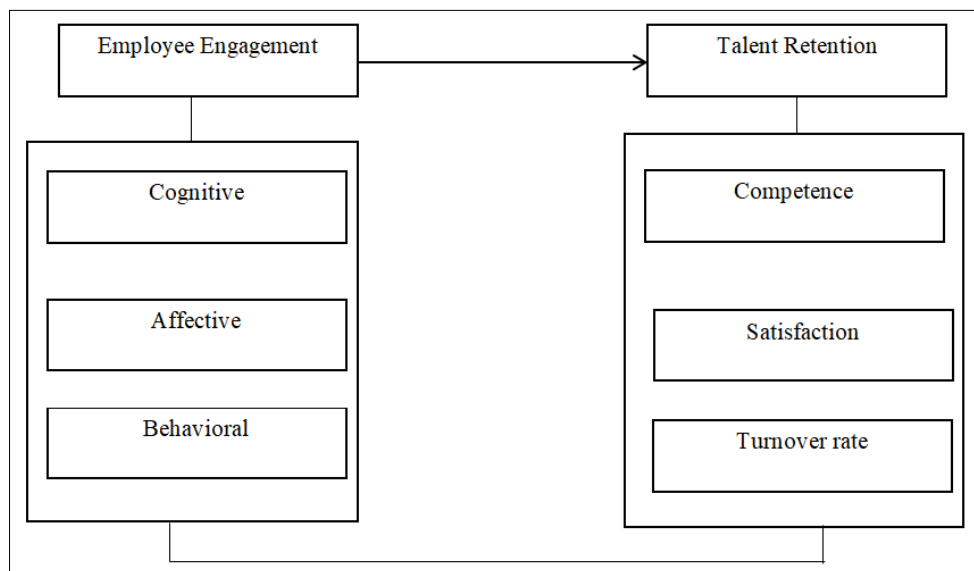 Employee Engagement
Talent Retention
Cognitive
Affective
Behavioral
Competence
Satisfaction
Turnover rate